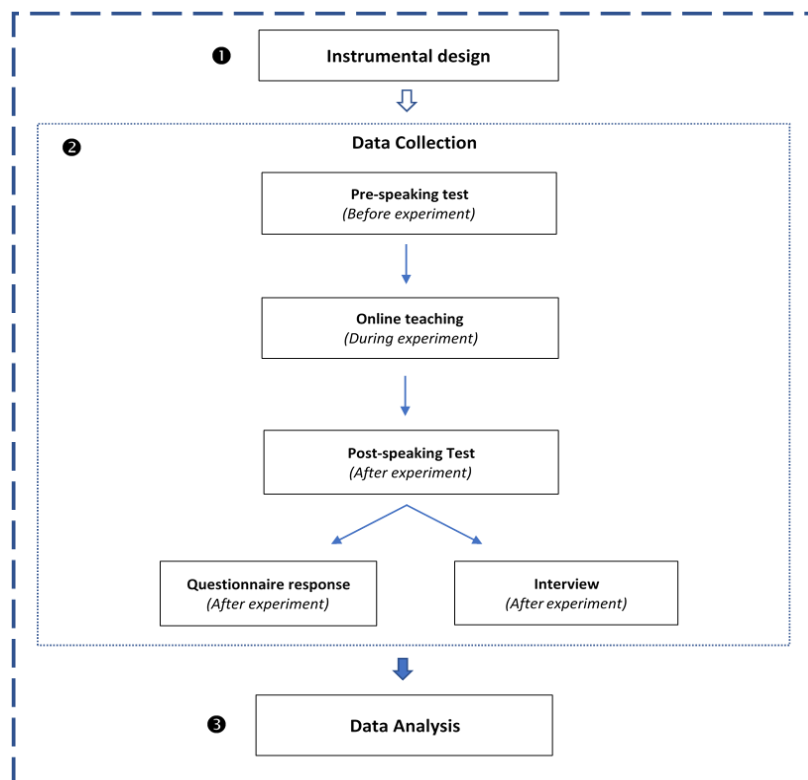 ❶ Instrumental design
❷ Data Collection
Pre-speaking test
(Before experiment)
Online teaching
(During experiment)
Post-speaking Test
(After experiment)
Questionnaire response
(After experiment)
Interview
(After experiment)
❸ Data Analysis